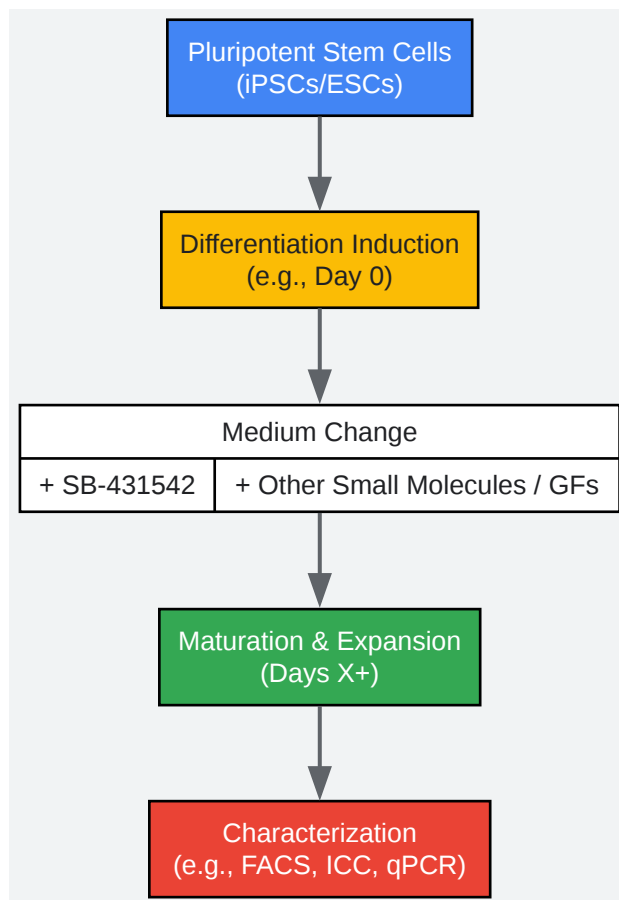 Pluripotent Stem Cells
(iPSCs/ESCs)
Differentiation Induction
(e.g., Day 0)
Medium Change
+ SB-431542
+ Other Small Molecules / GFs
Maturation & Expansion
(Days X+)
Characterization
(e.g., FACS, ICC, qPCR)